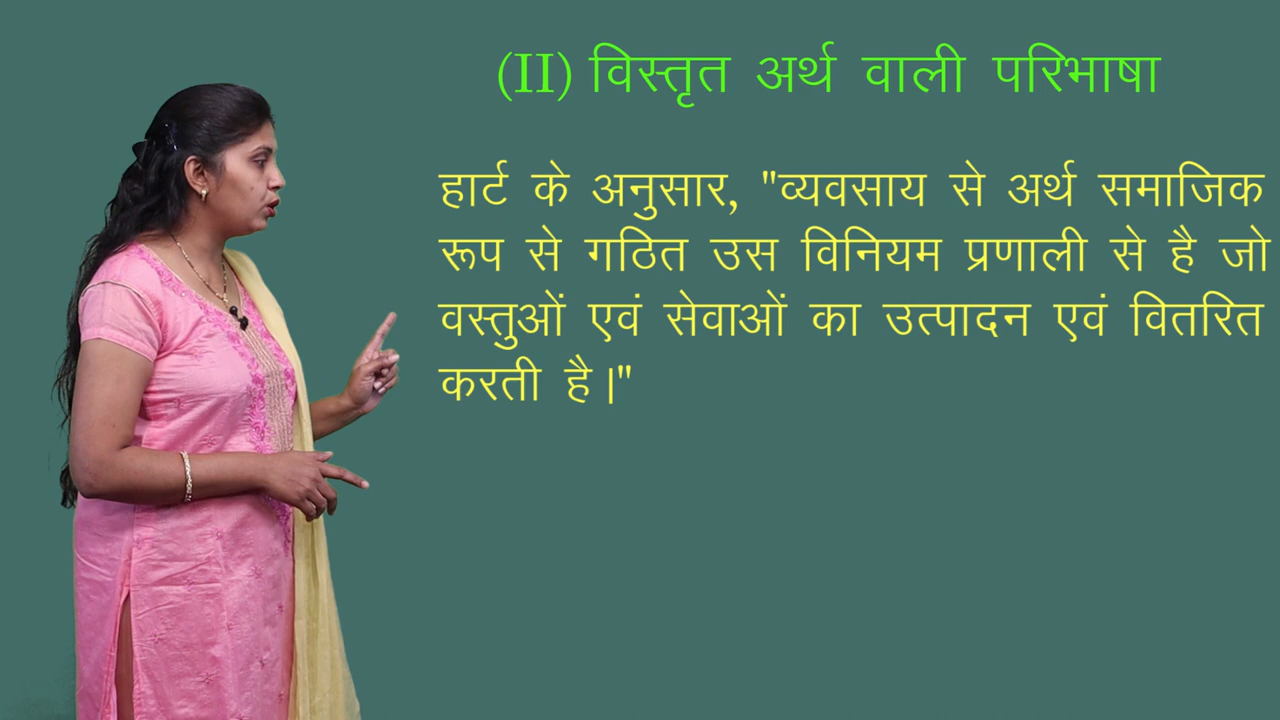 (II) विस्तृत अर्थ वाली परिभाषा
हार्ट के अनुसार, "व्यवसाय से अर्थ समाजिक
रूप से गठित उस विनियम प्रणाली से है जो
वस्तुओं एवं सेवाओं का उत्पादन एवं वितरित
करती है।"